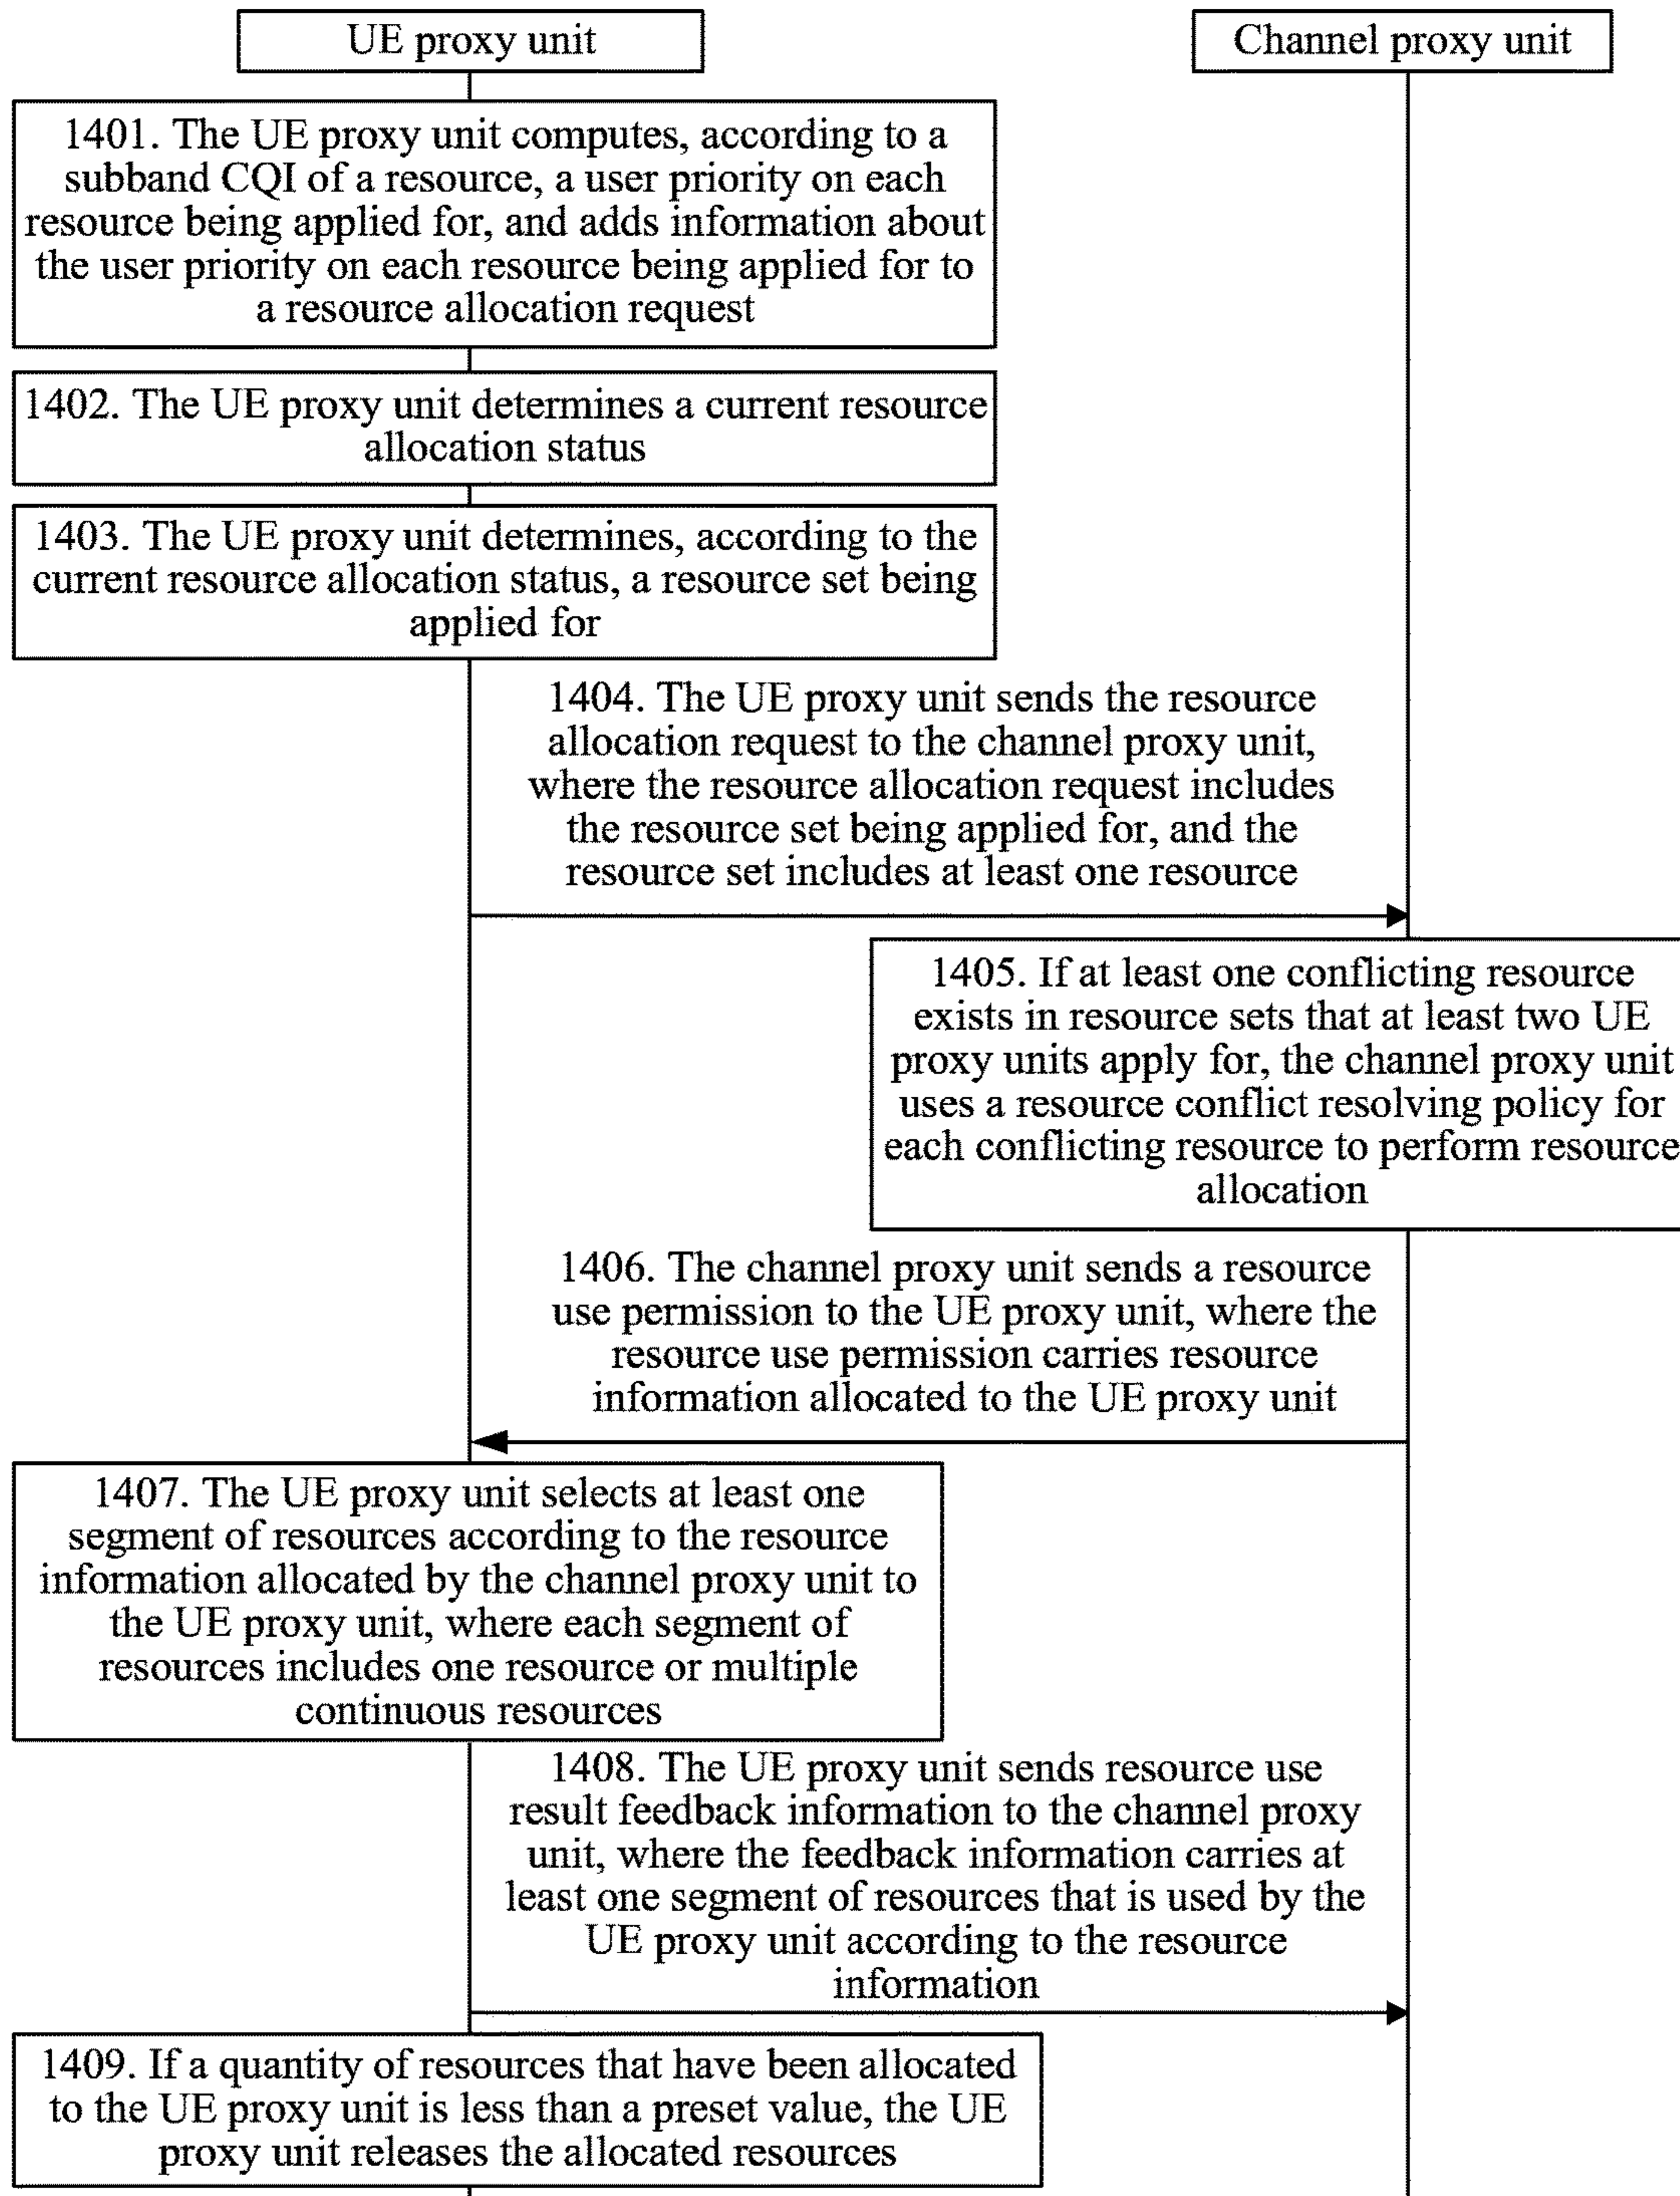 UE proxy unit
Channel proxy unit
1401. The UE proxy unit computes, according to a
subband CQI of a resource, a user priority on each
resource being applied for, and adds information about
the user priority on each resource being applied for to
a resource allocation request
1402. The UE proxy unit determines a current resource
allocation status
1403. The UE proxy unit determines, according to the
current resource allocation status, a resource set being
applied for
1404. The UE proxy unit sends the resource
allocation request to the channel proxy unit,
where the resource allocation request includes
the resource set being applied for, and the
resource set includes at least one resource
1405. If at least one conflicting resource
exists in resource sets that at least two UE
proxy units apply for, the channel proxy unit
uses a resource conflict resolving policy for
each conflicting resource to perform resource
allocation
1406. The channel proxy unit sends a resource
use permission to the UE proxy unit, where the
resource use permission carries resource
information allocated to the UE proxy unit
1407. The UE proxy unit selects at least one
segment of resources according to the resource
information allocated by the channel proxy unit to
the UE proxy unit, where each segment of
resources includes one resource or multiple
continuous resources
1408. The UE proxy unit sends resource use
result feedback information to the channel proxy
unit, where the feedback information carries at
least one segment of resources that is used by the
UE proxy unit according to the resource
information
1409. If a quantity of resources that have been allocated
to the UE proxy unit is less than a preset value, the UE
proxy unit releases the allocated resources